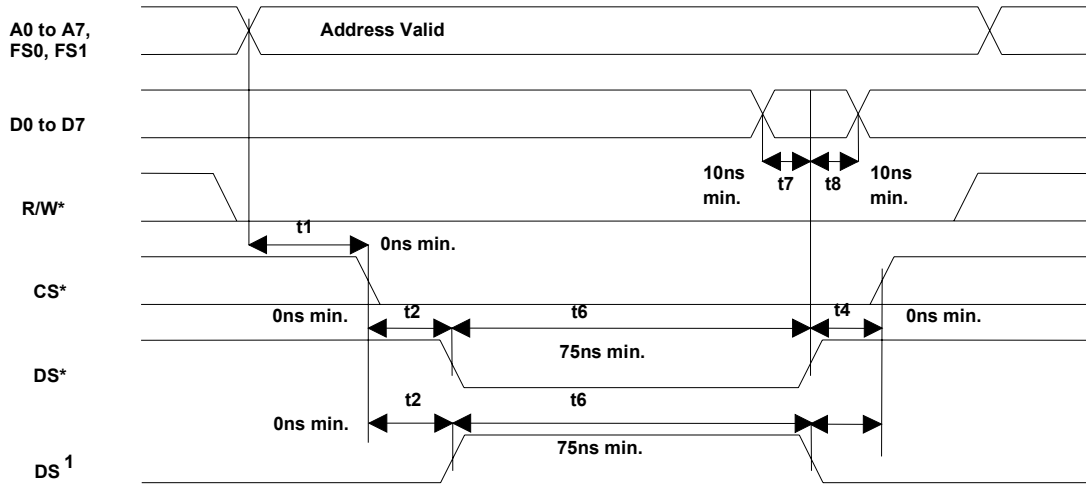 A0 to A7,
FS0, FS1
Address Valid
D0 to D7
10ns
min.
t7
t8
10ns
min.
R/W*
t1
0ns min.
CS*
0ns min.
t2
t6
t4
0ns min.
75ns min.
DS*
t2
t6
0ns min.
75ns min.
DS 1